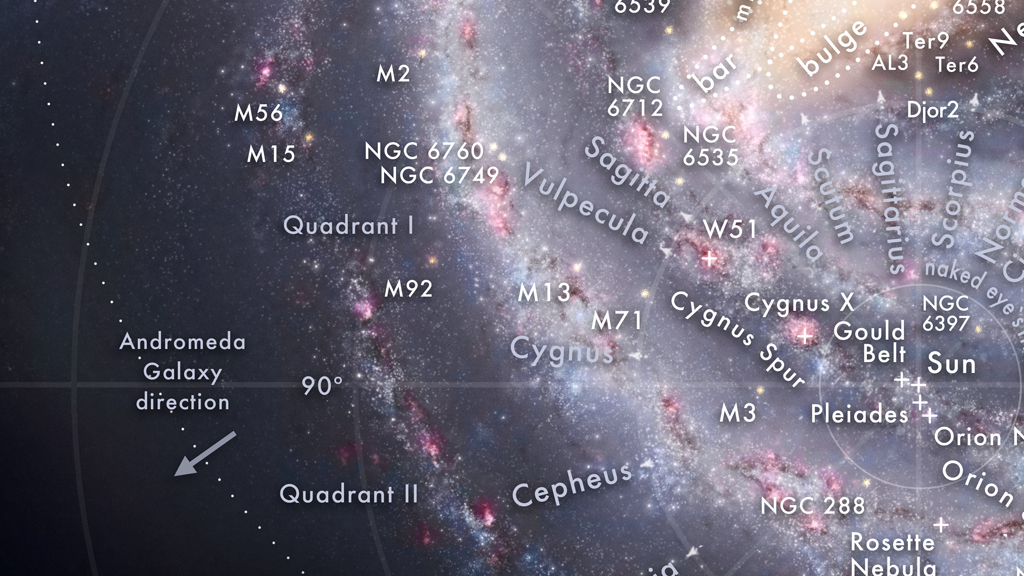 6539
6558
m
bar
bulge
Ter9
AL3
Ter6
Djor2
M2
NGC
6712
NGC
6535
M56
M15
NGC 6760
NGC 6749
Sagitta
Vulpecula
Aquila
Scutum
Sagittarius
Scorpius
Quadrant I
W51
naked eye
M92
M13
M71
Cygnus X
NGC
6397
Cygnus Spur
Gould
Belt
Cygnus
Sun
Andromeda
Galaxy
direction
90°
M3
Pleiades
Orion N
Orion
Quadrant II
Cepheus
NGC 288
Rosette
Nebula